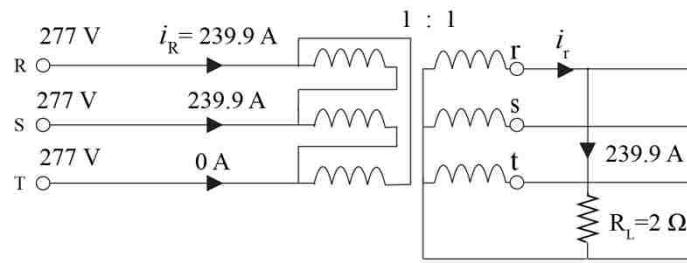 1 : 1
277 V
i_R = 239.9 A
R
r
i_r
277 V
239.9 A
S
s
277 V
0 A
T
t
239.9 A
R_L=2 Ω